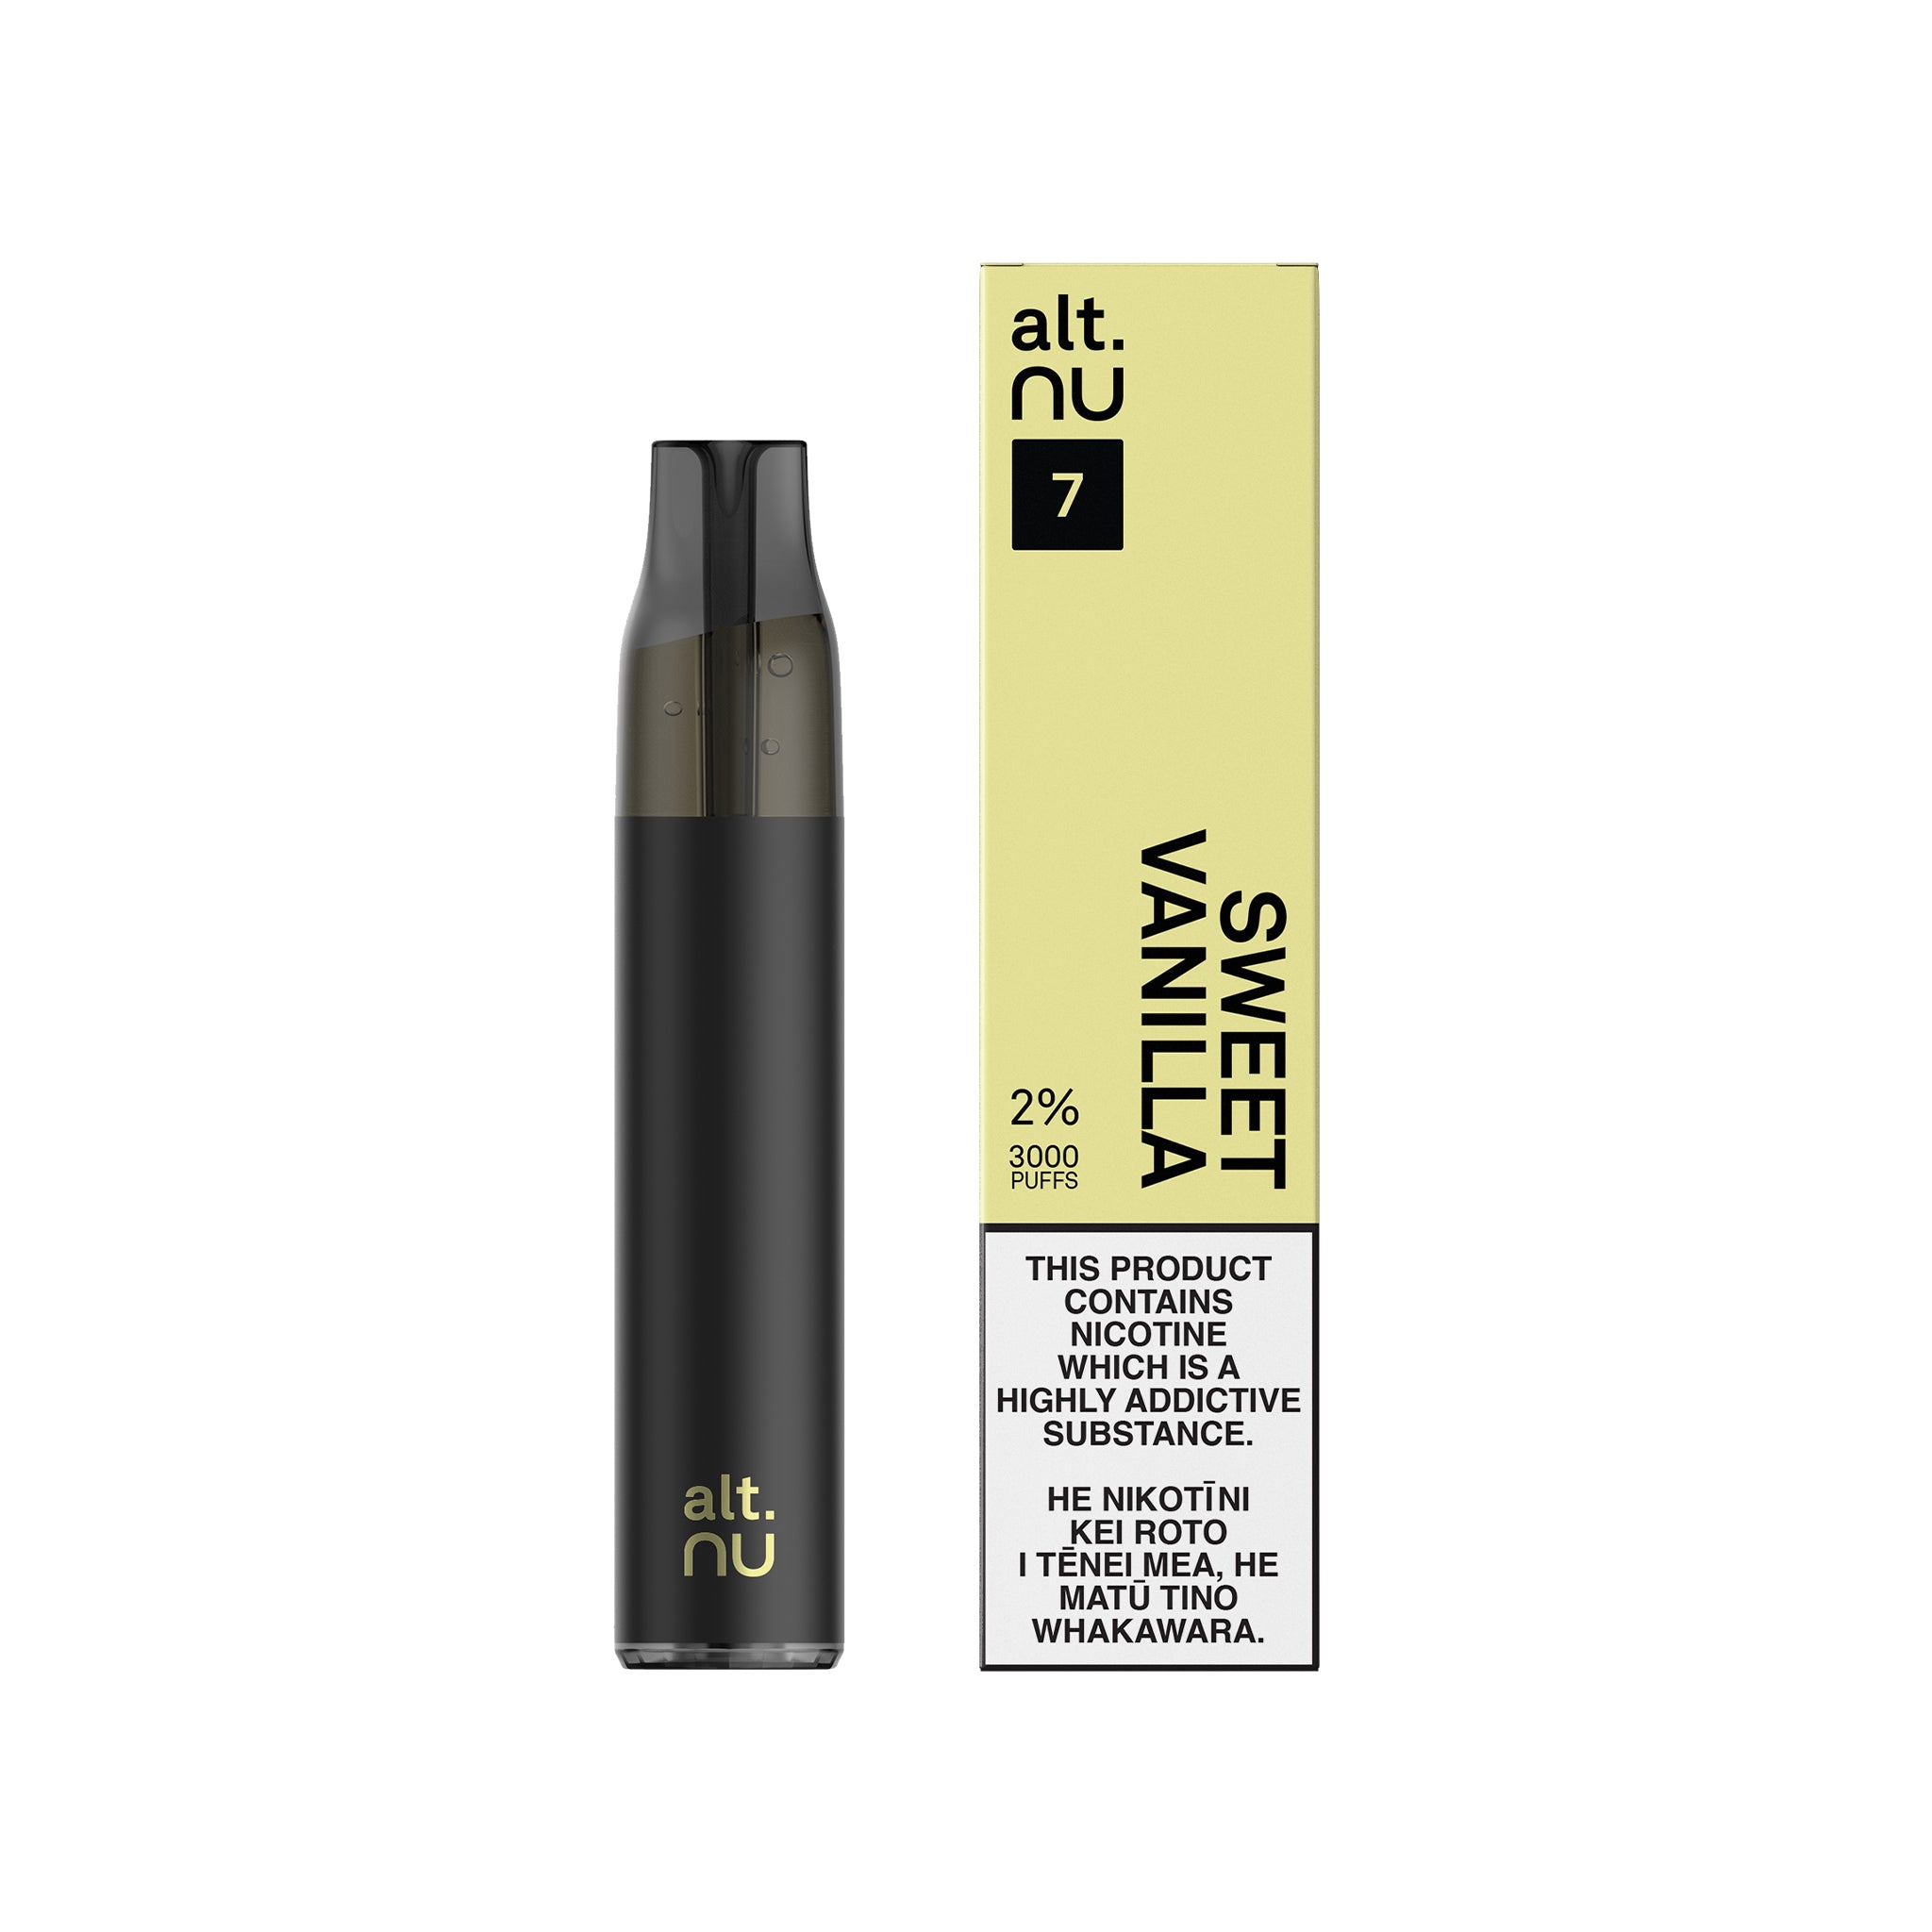 alt.
nu
alt.
nu
7
SWEET
VANILLA
2%
3000
PUFFS
THIS PRODUCT
CONTAINS
NICOTINE
WHICH IS A
HIGHLY ADDICTIVE
SUBSTANCE.
HE NIKOTĪNI
KEI ROTO
I TĒNEI MEA, HE
MATŪ TINO
WHAKAWARA.